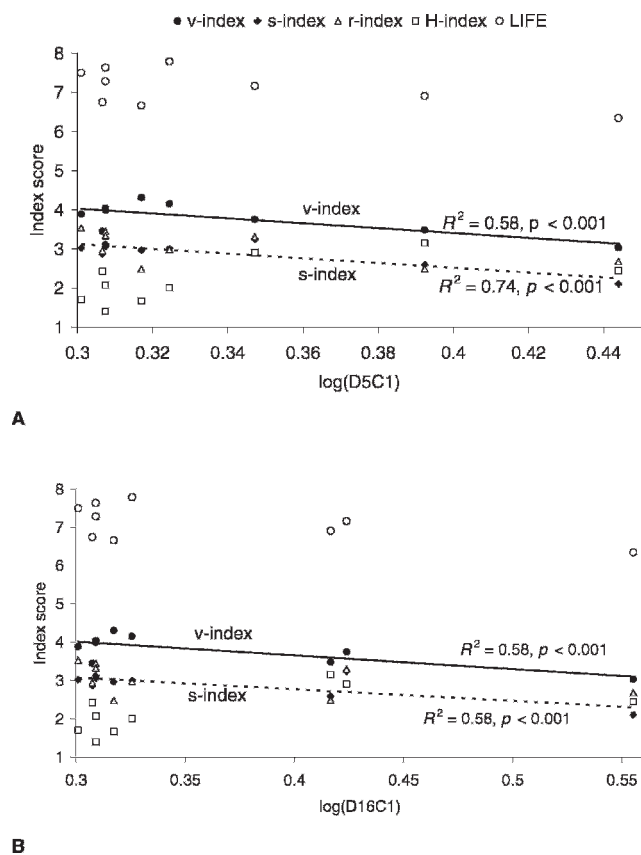 ● v-index ◆ s-index △ r-index □ H-index ○ LIFE
8
7
6
5
4
3
2
1
Index score
v-index
R² = 0.58, p < 0.001
s-index
R² = 0.74, p < 0.001
0.3 0.32 0.34 0.36 0.38 0.4 0.42 0.44
log(D5C1)
A
8
7
6
5
4
3
2
1
Index score
v-index
R² = 0.58, p < 0.001
s-index
R² = 0.58, p < 0.001
0.3 0.35 0.4 0.45 0.5 0.55
log(D16C1)
B